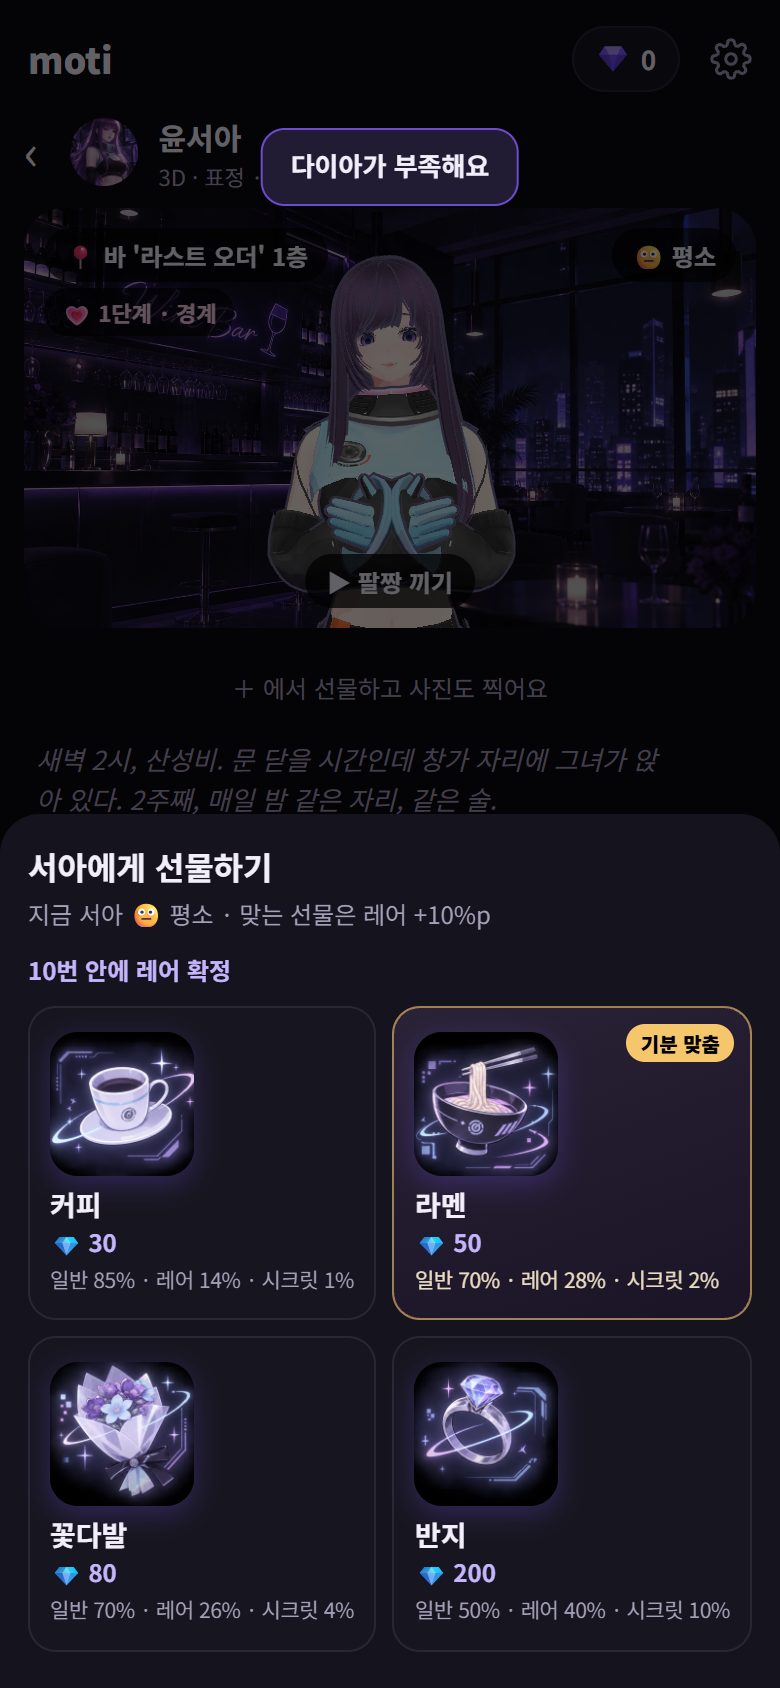 moti
0
윤서아
3D · 표정 ·
다이아가 부족해요
바 '라스트 오더' 1층
평소
1단계 · 경계
Bar
▶ 팔짱 끼기
+ 에서 선물하고 사진도 찍어요
새벽 2시, 산성비. 문 닫을 시간인데 창가 자리에 그녀가 앉
아 있다. 2주째, 매일 밤 같은 자리, 같은 술.
서아에게 선물하기
지금 서아 😳 평소 · 맞는 선물은 레어 +10%p
10번 안에 레어 확정
기분 맞춤
커피
30
일반 85% · 레어 14% · 시크릿 1%
라멘
50
일반 70% · 레어 28% · 시크릿 2%
꽃다발
80
일반 70% · 레어 26% · 시크릿 4%
반지
200
일반 50% · 레어 40% · 시크릿 10%